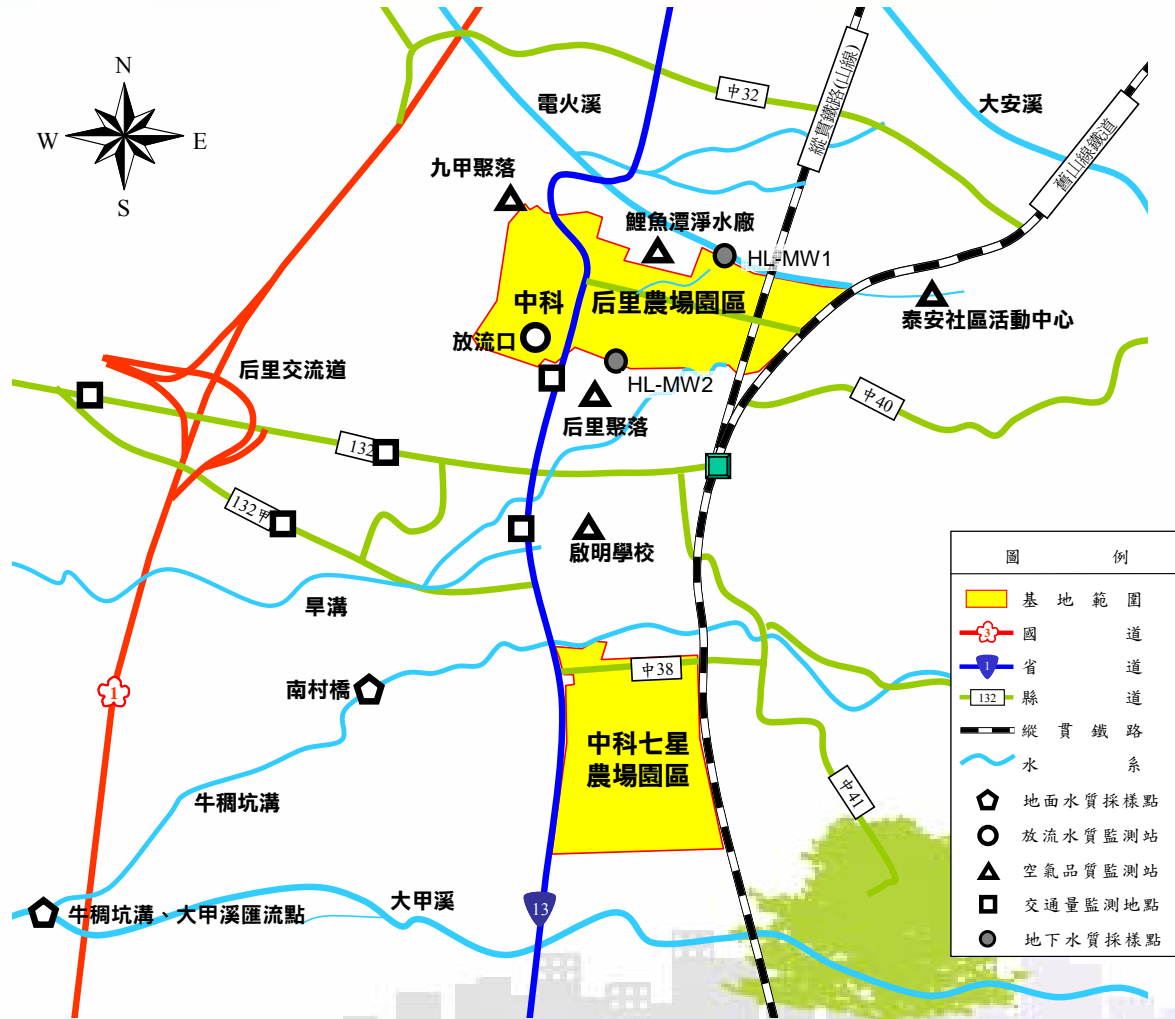 N
W
E
S
電火溪
中32
縱貫鐵路(山線)
大安溪
舊山線鐵道
九甲聚落
鯉魚潭淨水廠
HL-MW1
中科
后里農場園區
泰安社區活動中心
放流口
后里交流道
HL-MW2
中40
后里聚落
132
132甲
啟明學校
旱溝
中38
南村橋
1
中科七星
農場園區
牛稠坑溝
中41
大甲溪
13
牛稠坑溝、大甲溪匯流點
圖例
基地範圍
3
國道
1
省道
132
縣道
縱貫鐵路
水系
地面水質採樣點
放流水質監測站
空氣品質監測站
交通量監測地點
地下水質採樣點